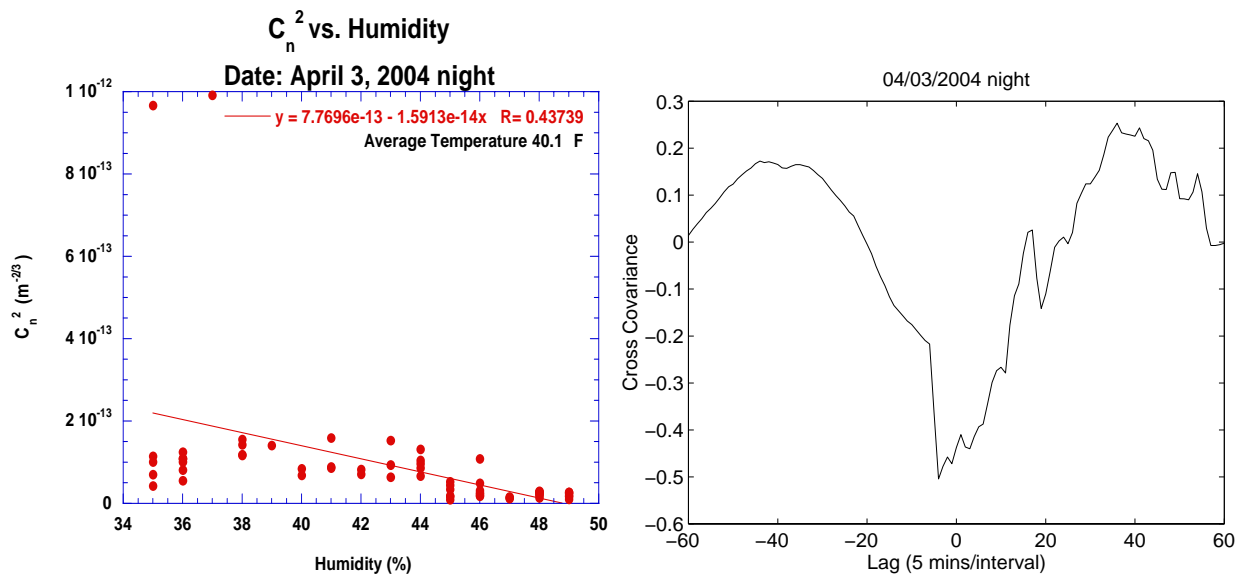 C_n^2 vs. Humidity
Date: April 3, 2004 night
y = 7.7696e-13 - 1.5913e-14x R= 0.43739
Average Temperature 40.1 F
1 10^-12
8 10^-13
6 10^-13
4 10^-13
2 10^-13
0
C_n^2 (m^-2/3)
34 36 38 40 42 44 46 48 50
Humidity (%)
04/03/2004 night
0.3
0.2
0.1
0
−0.1
−0.2
−0.3
−0.4
−0.5
−0.6
Cross Covariance
−60 −40 −20 0 20 40 60
Lag (5 mins/interval)